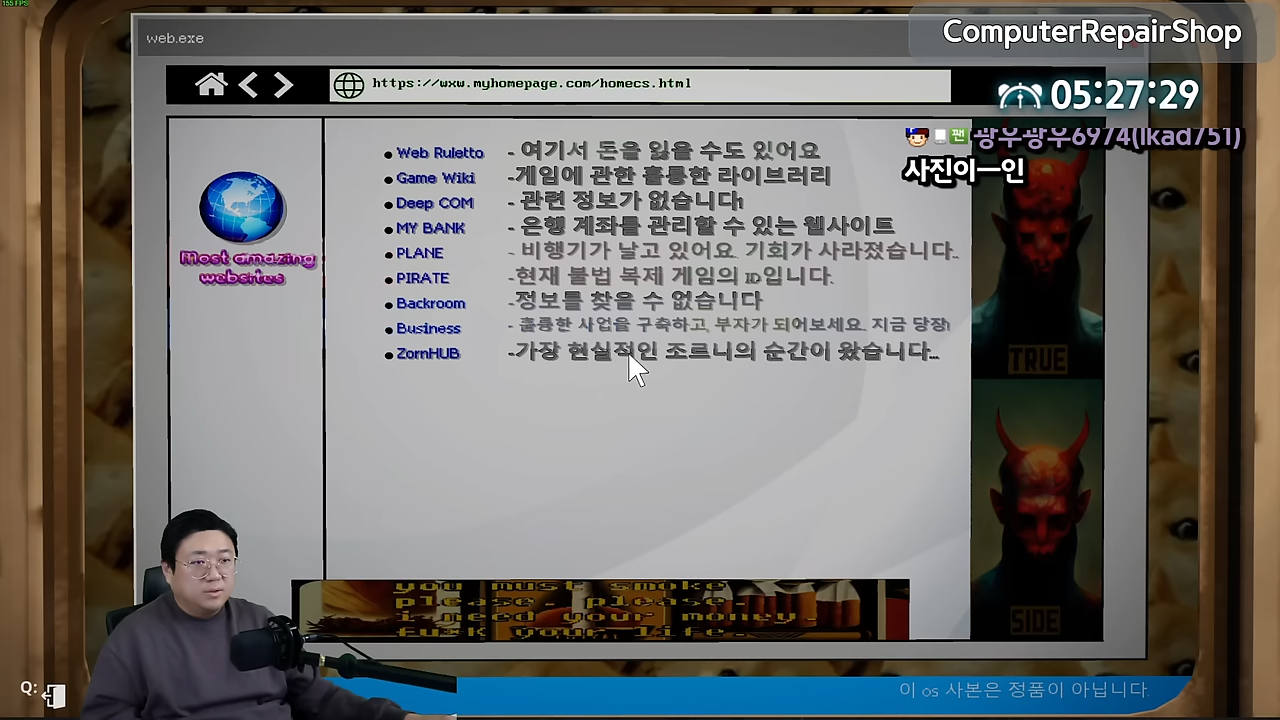 155 FPS
web.exe
ComputerRepairShop
https://wxw.myhomepage.com/homecs.html
05:27:29
광우광우6974(lkad751)
사진이ㅡ인
Most amazing
websites
Web Ruletto - 여기서 돈을 잃을 수도 있어요
Game Wiki -게임에 관한 훌륭한 라이브러리
Deep COM - 관련 정보가 없습니다!
MY BANK - 은행 계좌를 관리할 수 있는 웹사이트
PLANE - 비행기가 날고 있어요. 기회가 사라졌습니다..
PIRATE -현재 불법 복제 게임의 ID입니다.
Backroom -정보를 찾을 수 없습니다
Business - 훌륭한 사업을 구축하고, 부자가 되어보세요. 지금 당장!
ZornHUB -가장 현실적인 조르니의 순간이 왔습니다...
TRUE
SIDE
you must smoke
please. please.
i need your money.
fu*k your life.
Q:
이 os 사본은 정품이 아닙니다.